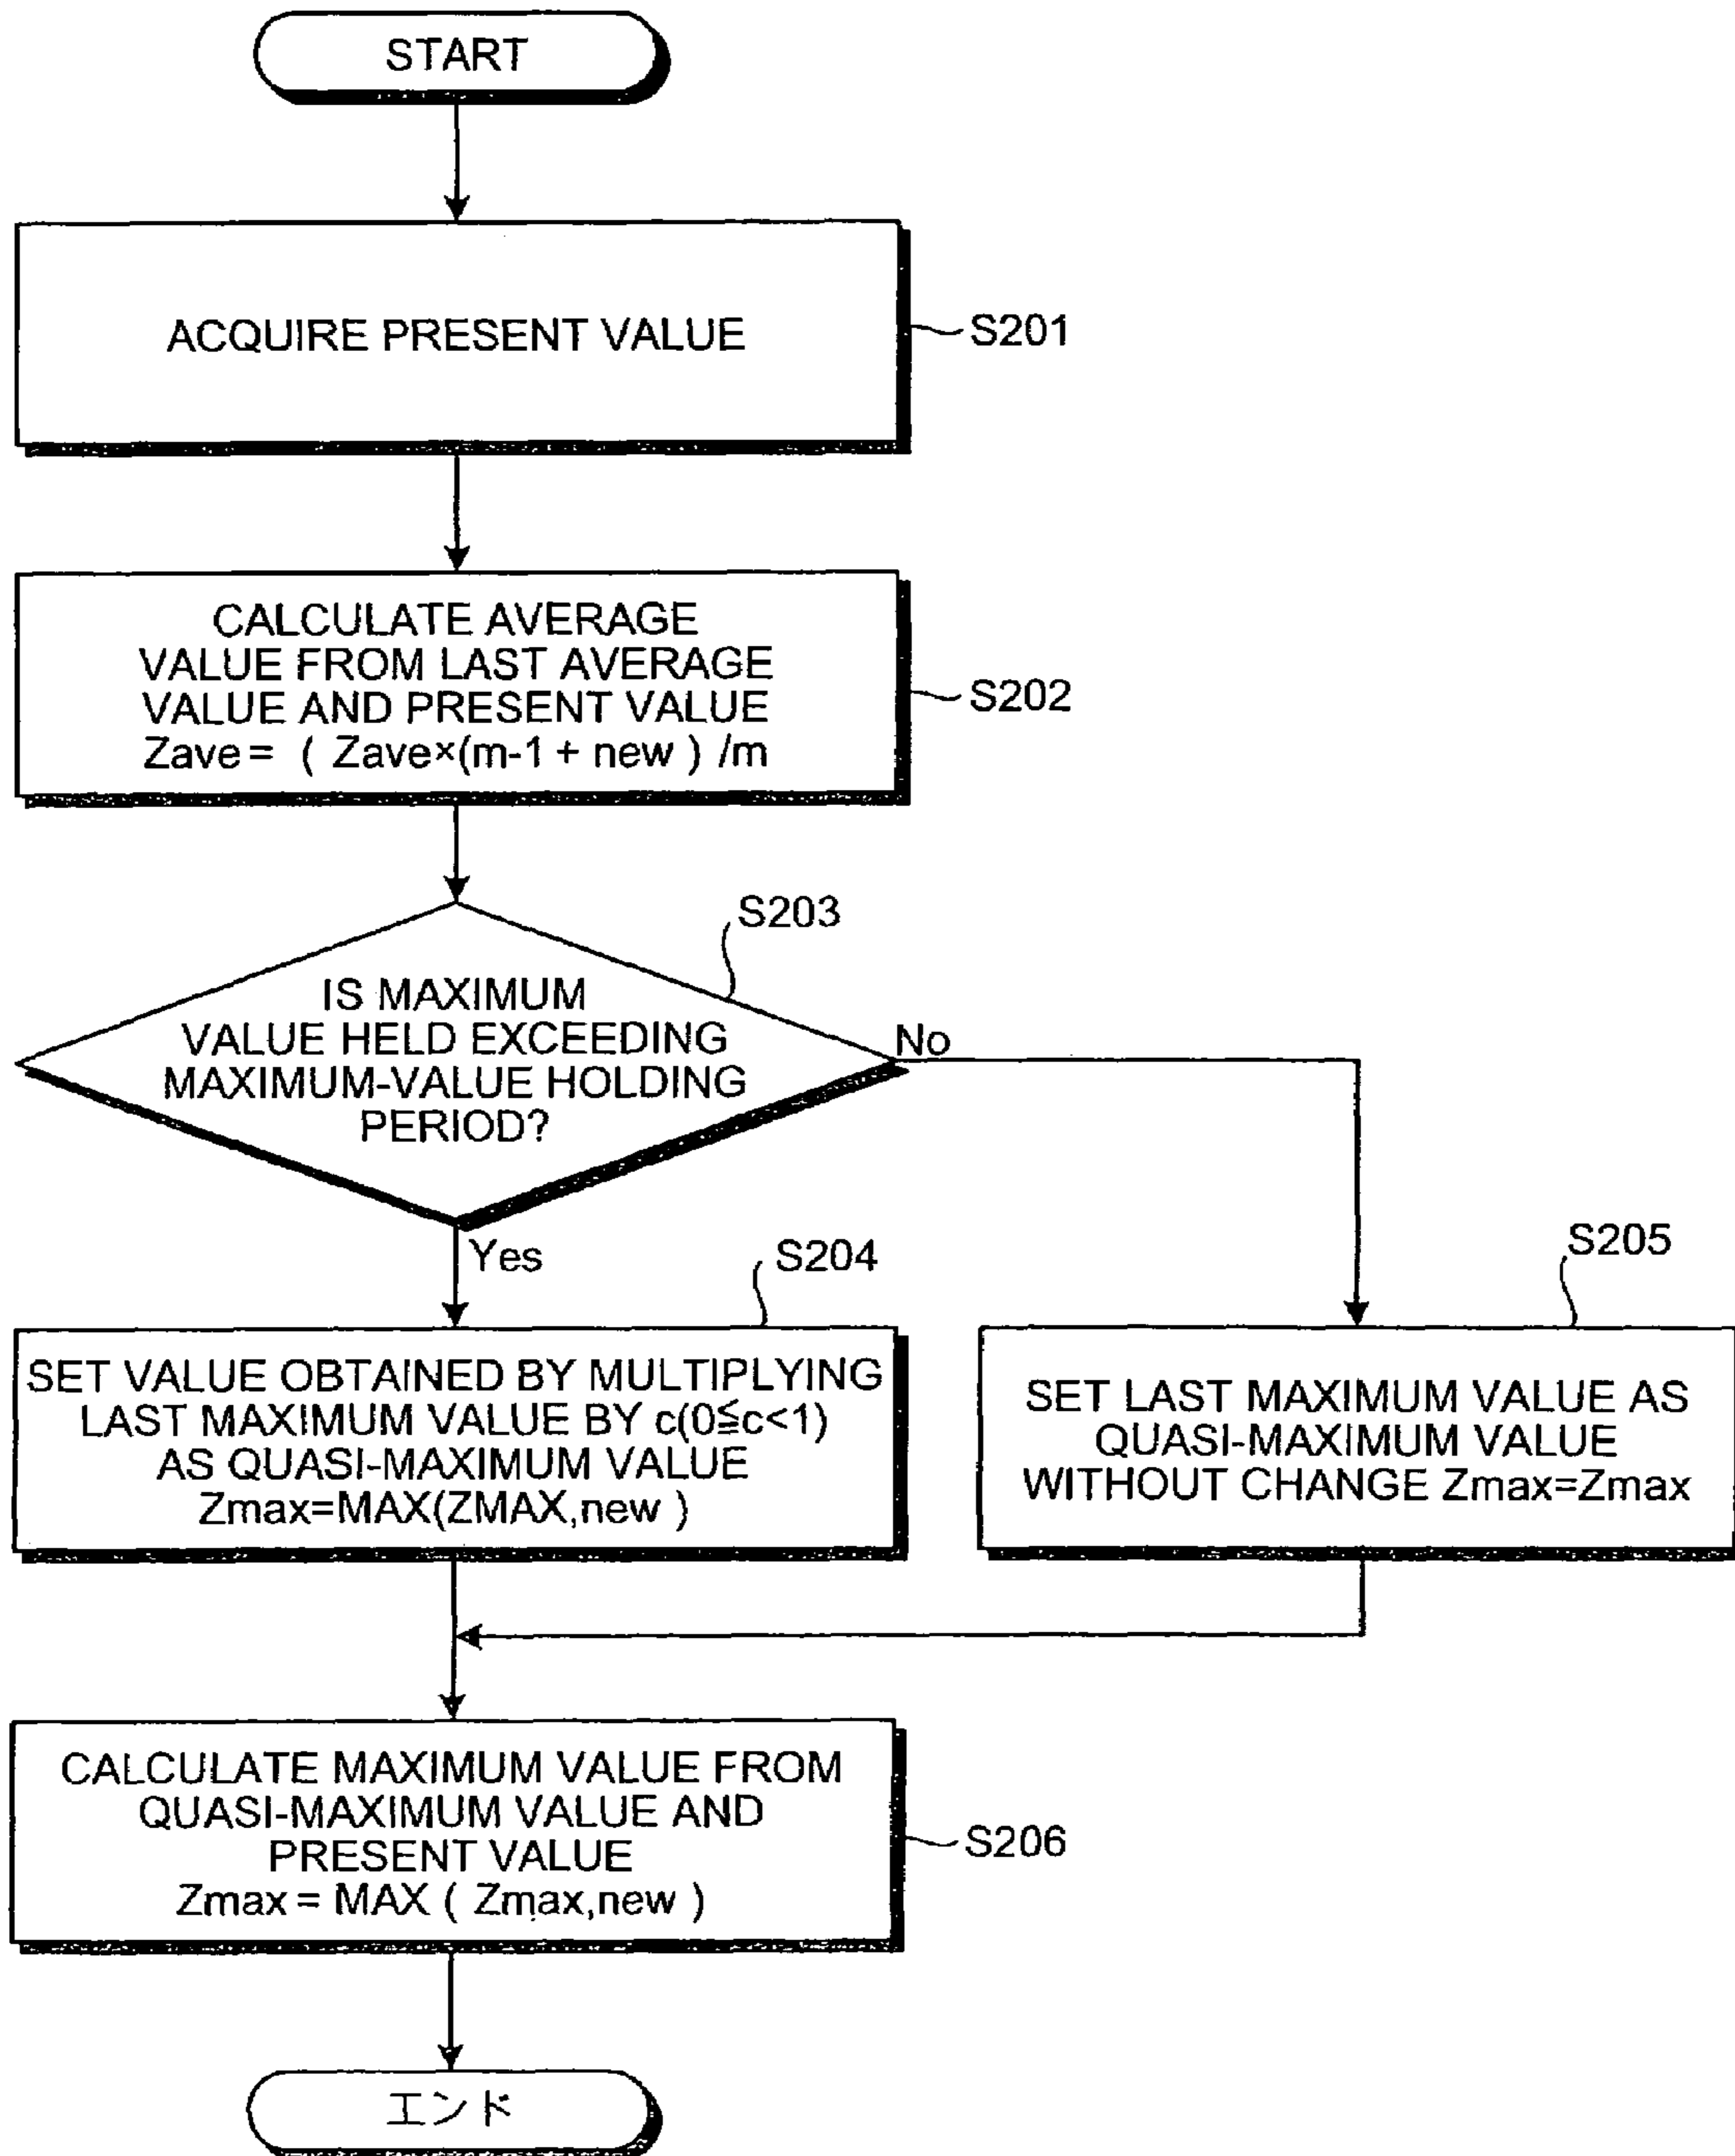 START
ACQUIRE PRESENT VALUE
S201
CALCULATE AVERAGE
VALUE FROM LAST AVERAGE
VALUE AND PRESENT VALUE
Zave = ( Zave×(m-1 + new ) /m
S202
S203
IS MAXIMUM
VALUE HELD EXCEEDING
MAXIMUM-VALUE HOLDING
PERIOD?
No
Yes
S204
SET VALUE OBTAINED BY MULTIPLYING
LAST MAXIMUM VALUE BY c(0≦c<1)
AS QUASI-MAXIMUM VALUE
Zmax=MAX(ZMAX,new )
S205
SET LAST MAXIMUM VALUE AS
QUASI-MAXIMUM VALUE
WITHOUT CHANGE Zmax=Zmax
CALCULATE MAXIMUM VALUE FROM
QUASI-MAXIMUM VALUE AND
PRESENT VALUE
Zmax = MAX ( Zmax,new )
S206
エンド